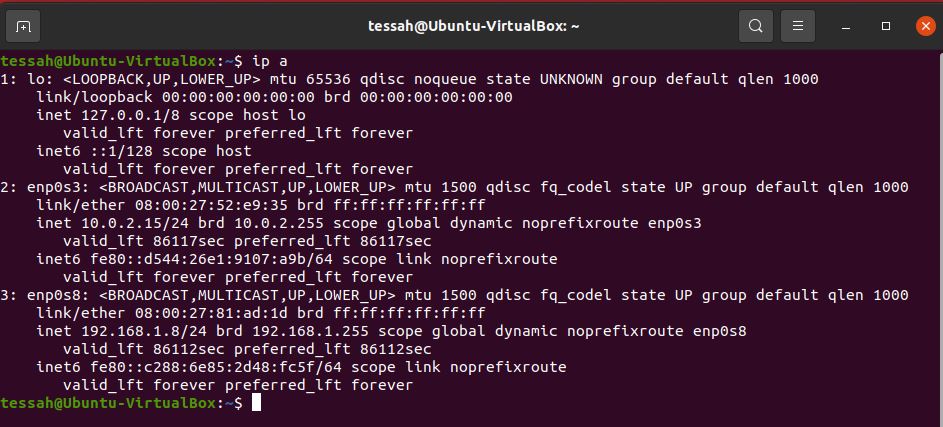 tessah@Ubuntu-VirtualBox: ~
tessah@Ubuntu-VirtualBox:~$ ip a
1: lo: <LOOPBACK,UP,LOWER_UP> mtu 65536 qdisc noqueue state UNKNOWN group default qlen 1000
    link/loopback 00:00:00:00:00:00 brd 00:00:00:00:00:00
    inet 127.0.0.1/8 scope host lo
       valid_lft forever preferred_lft forever
    inet6 ::1/128 scope host
       valid_lft forever preferred_lft forever
2: enp0s3: <BROADCAST,MULTICAST,UP,LOWER_UP> mtu 1500 qdisc fq_codel state UP group default qlen 1000
    link/ether 08:00:27:52:e9:35 brd ff:ff:ff:ff:ff:ff
    inet 10.0.2.15/24 brd 10.0.2.255 scope global dynamic noprefixroute enp0s3
       valid_lft 86117sec preferred_lft 86117sec
    inet6 fe80::d544:26e1:9107:a9b/64 scope link noprefixroute
       valid_lft forever preferred_lft forever
3: enp0s8: <BROADCAST,MULTICAST,UP,LOWER_UP> mtu 1500 qdisc fq_codel state UP group default qlen 1000
    link/ether 08:00:27:81:ad:1d brd ff:ff:ff:ff:ff:ff
    inet 192.168.1.8/24 brd 192.168.1.255 scope global dynamic noprefixroute enp0s8
       valid_lft 86112sec preferred_lft 86112sec
    inet6 fe80::c288:6e85:2d48:fc5f/64 scope link noprefixroute
       valid_lft forever preferred_lft forever
tessah@Ubuntu-VirtualBox:~$